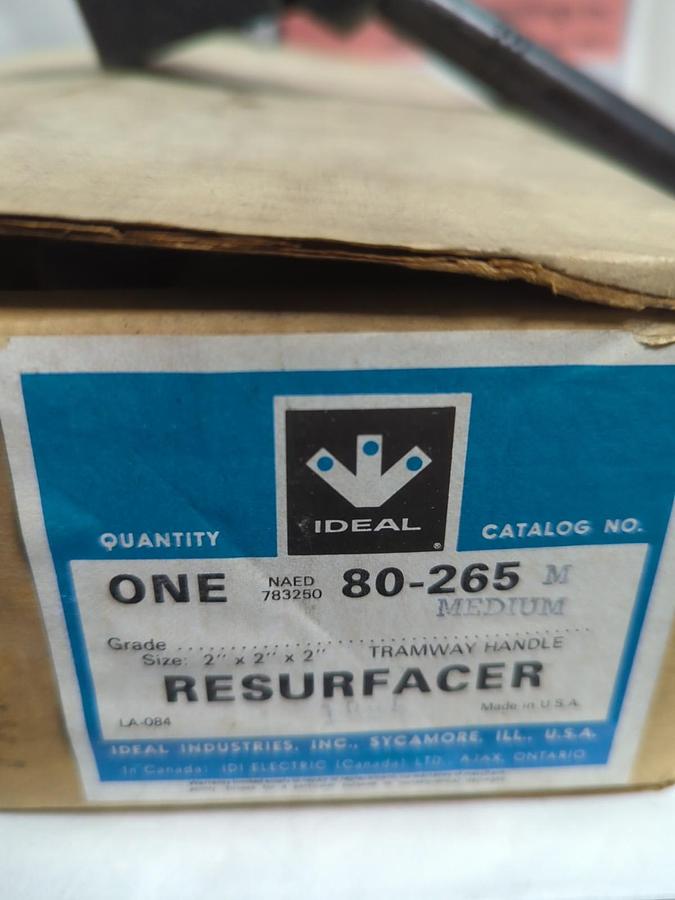 IDEAL
®
QUANTITY
CATALOG NO.
ONE NAED 783250 80-265 M
MEDIUM
Grade ........................................
Size: 2" x 2" x 2" TRAMWAY HANDLE
RESURFACER
LA-084 Made in U.S.A.
IDEAL INDUSTRIES, INC., SYCAMORE, ILL., U.S.A.
In Canada: IDI ELECTRIC (Canada) LTD., AJAX, ONTARIO